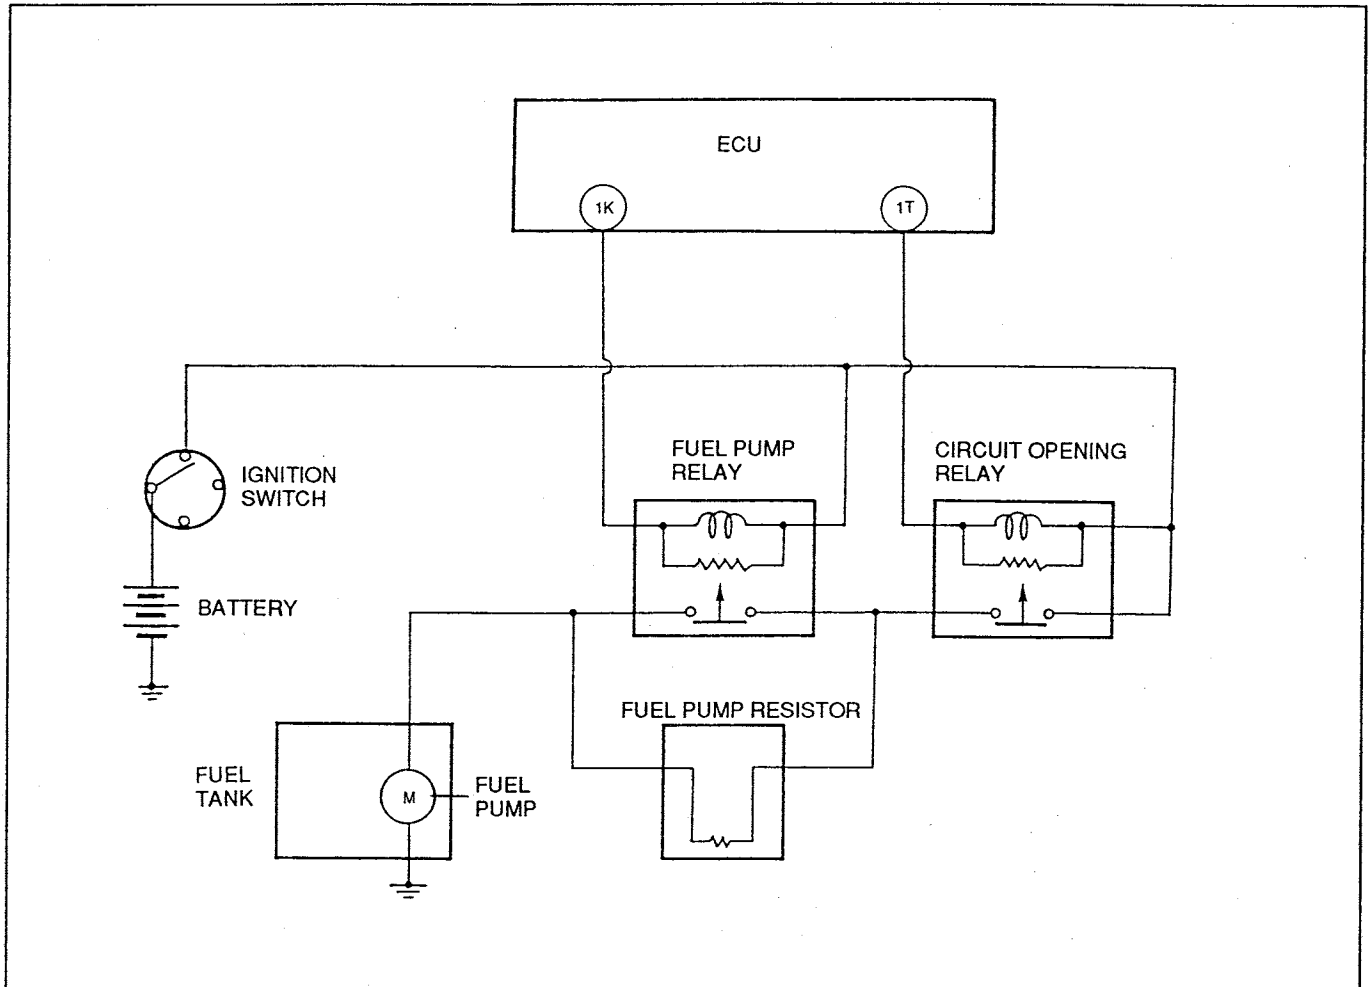 ECU
1K
1T
FUEL PUMP
RELAY
CIRCUIT OPENING
RELAY
IGNITION
SWITCH
BATTERY
FUEL PUMP RESISTOR
FUEL
TANK
M
FUEL
PUMP